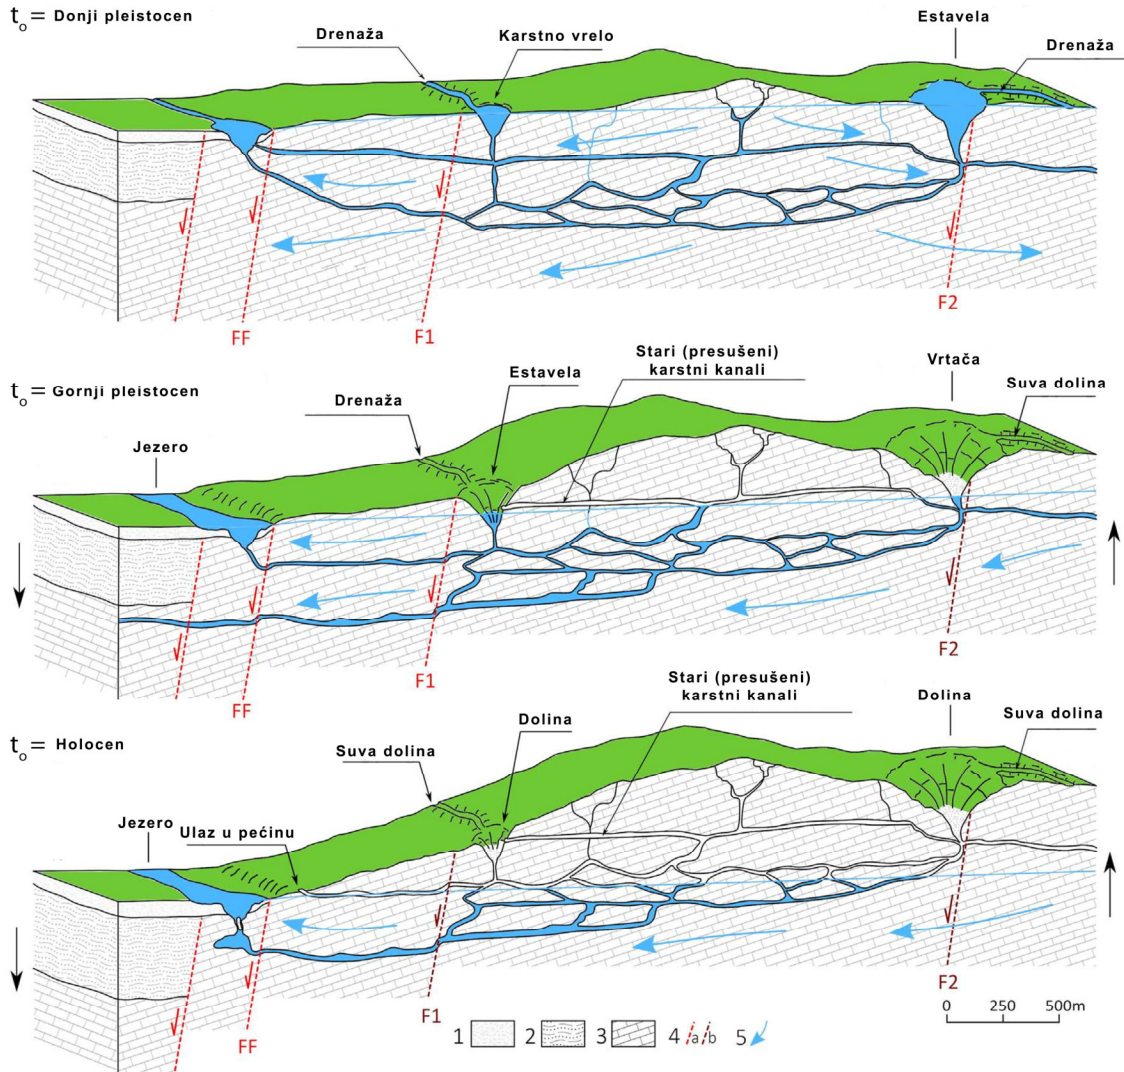 t₀ = Donji pleistocen
Drenaža
Karstno vrelo
Estavela
Drenaža
FF
F1
F2
t₀ = Gornji pleistocen
Jezero
Drenaža
Estavela
Stari (presušeni)
karstni kanali
Vrtača
Suva dolina
FF
F1
F2
t₀ = Holocen
Jezero
Ulaz u pećinu
Suva dolina
Dolina
Stari (presušeni)
karstni kanali
Dolina
Suva dolina
FF
F1
F2
0 250 500m
1 2 3 4 a b 5